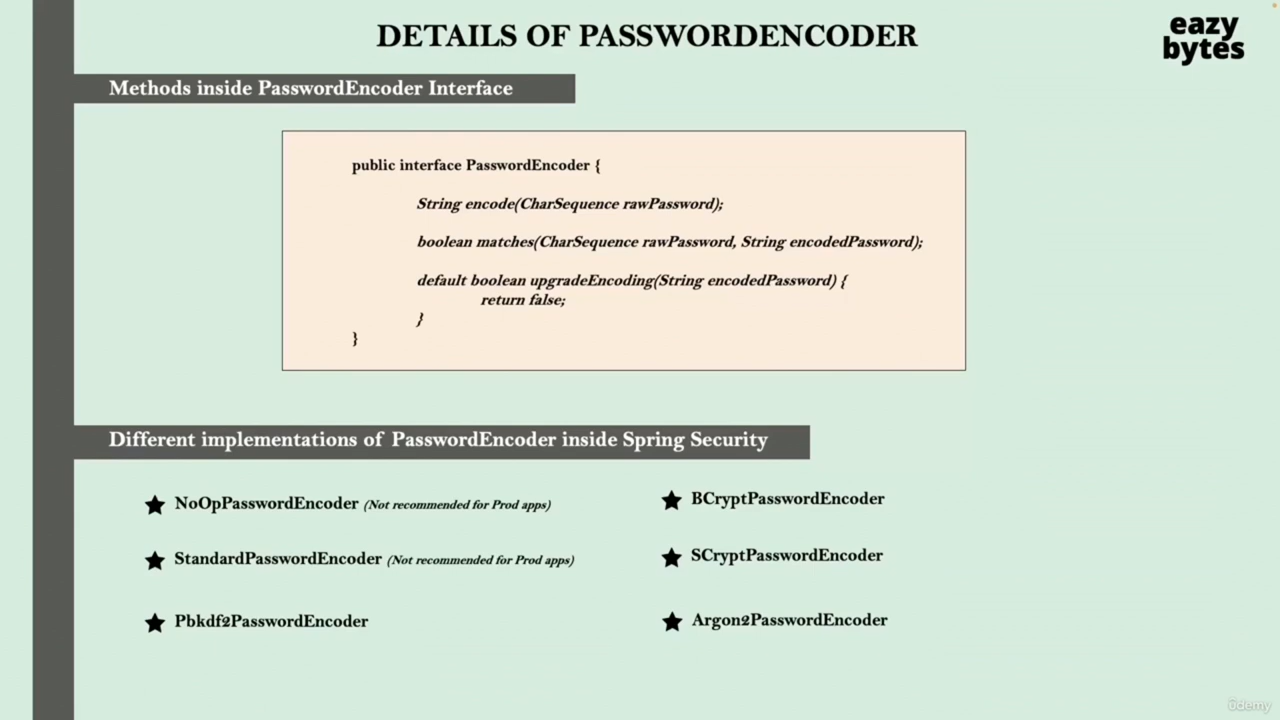 DETAILS OF PASSWORDENCODER
eazy
bytes
Methods inside PasswordEncoder Interface
public interface PasswordEncoder {
String encode(CharSequence rawPassword);
boolean matches(CharSequence rawPassword, String encodedPassword);
default boolean upgradeEncoding(String encodedPassword) {
return false;
}
}
Different implementations of PasswordEncoder inside Spring Security
NoOpPasswordEncoder (Not recommended for Prod apps)
StandardPasswordEncoder (Not recommended for Prod apps)
Pbkdf2PasswordEncoder
BCryptPasswordEncoder
SCryptPasswordEncoder
Argon2PasswordEncoder
ûdemy